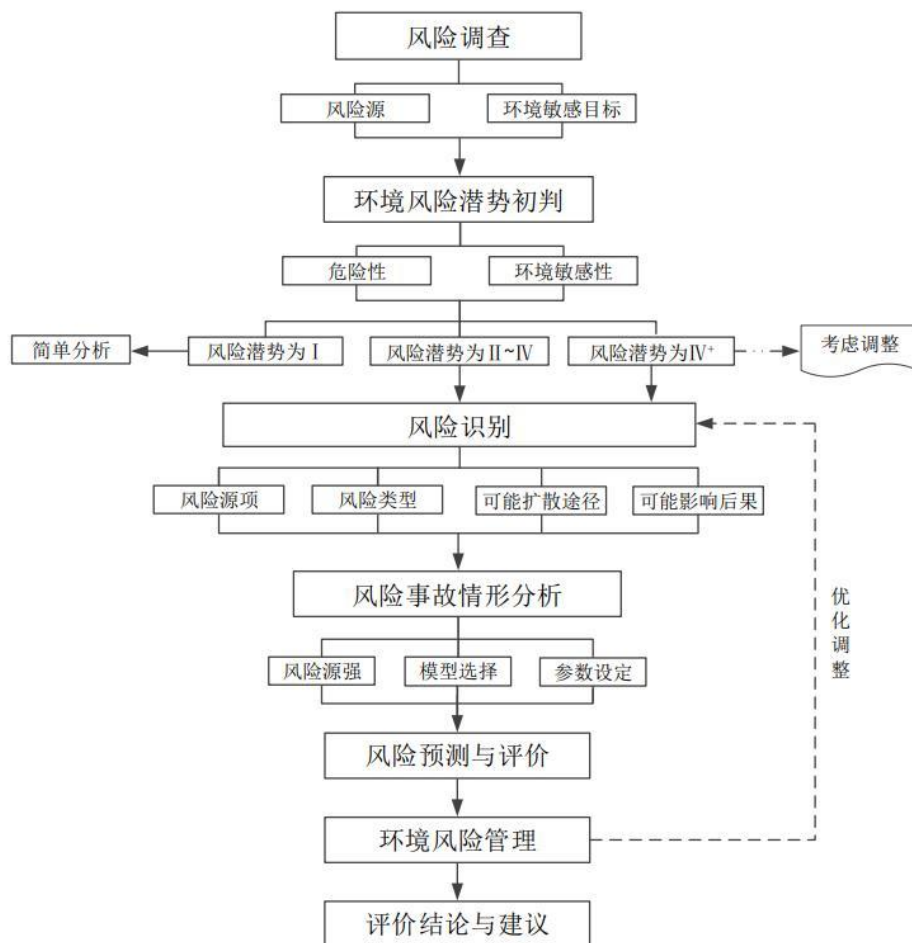 风险调查
风险源
环境敏感目标
环境风险潜势初判
危险性
环境敏感性
简单分析
风险潜势为Ⅰ
风险潜势为Ⅱ~Ⅳ
风险潜势为Ⅳ⁺
考虑调整
风险识别
风险源项
风险类型
可能扩散途径
可能影响后果
风险事故情形分析
风险源强
模型选择
参数设定
优化调整
风险预测与评价
环境风险管理
评价结论与建议